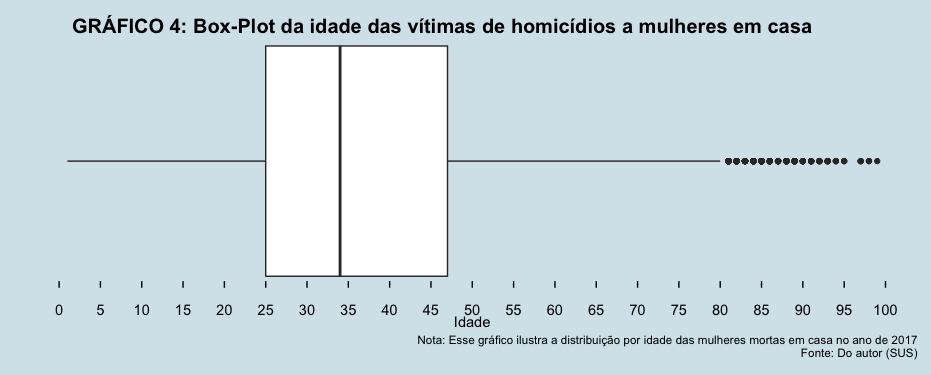 GRÁFICO 4: Box-Plot da idade das vítimas de homicídios a mulheres em casa
0 5 10 15 20 25 30 35 40 45 50 55 60 65 70 75 80 85 90 95 100
Idade
Nota: Esse gráfico ilustra a distribuição por idade das mulheres mortas em casa no ano de 2017
Fonte: Do autor (SUS)